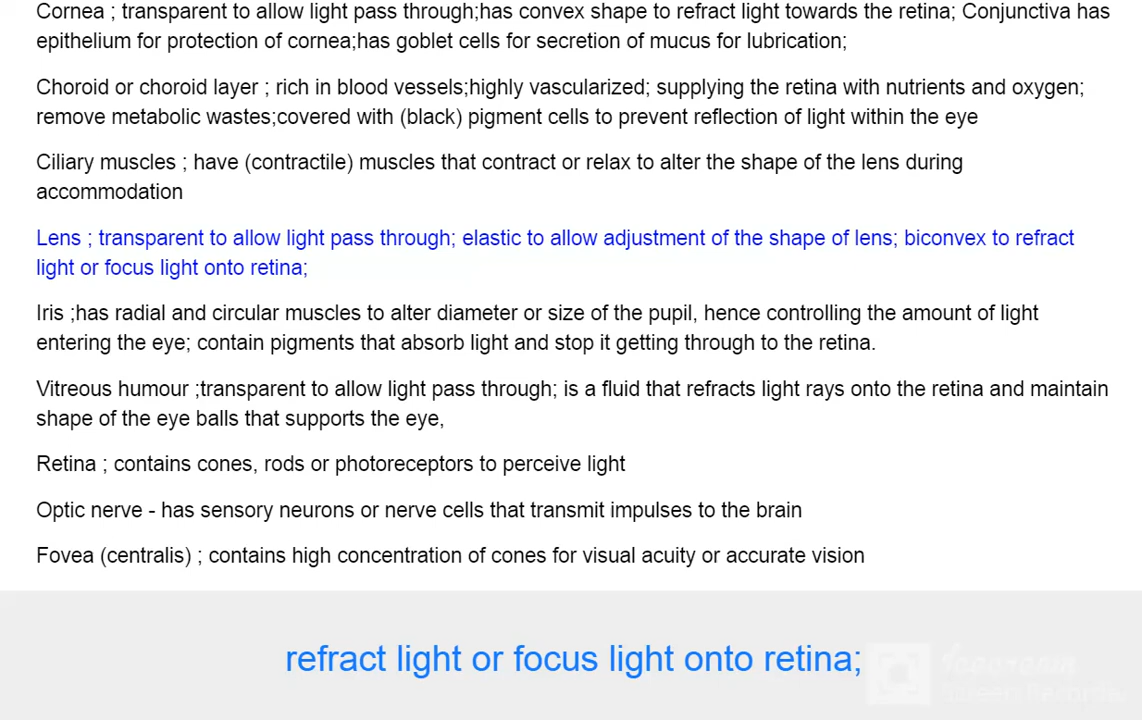 Cornea ; transparent to allow light pass through;has convex shape to refract light towards the retina; Conjunctiva has
epithelium for protection of cornea;has goblet cells for secretion of mucus for lubrication;
Choroid or choroid layer ; rich in blood vessels;highly vascularized; supplying the retina with nutrients and oxygen;
remove metabolic wastes;covered with (black) pigment cells to prevent reflection of light within the eye
Ciliary muscles ; have (contractile) muscles that contract or relax to alter the shape of the lens during
accommodation
Lens ; transparent to allow light pass through; elastic to allow adjustment of the shape of lens; biconvex to refract
light or focus light onto retina;
Iris ;has radial and circular muscles to alter diameter or size of the pupil, hence controlling the amount of light
entering the eye; contain pigments that absorb light and stop it getting through to the retina.
Vitreous humour ;transparent to allow light pass through; is a fluid that refracts light rays onto the retina and maintain
shape of the eye balls that supports the eye,
Retina ; contains cones, rods or photoreceptors to perceive light
Optic nerve - has sensory neurons or nerve cells that transmit impulses to the brain
Fovea (centralis) ; contains high concentration of cones for visual acuity or accurate vision
refract light or focus light onto retina;